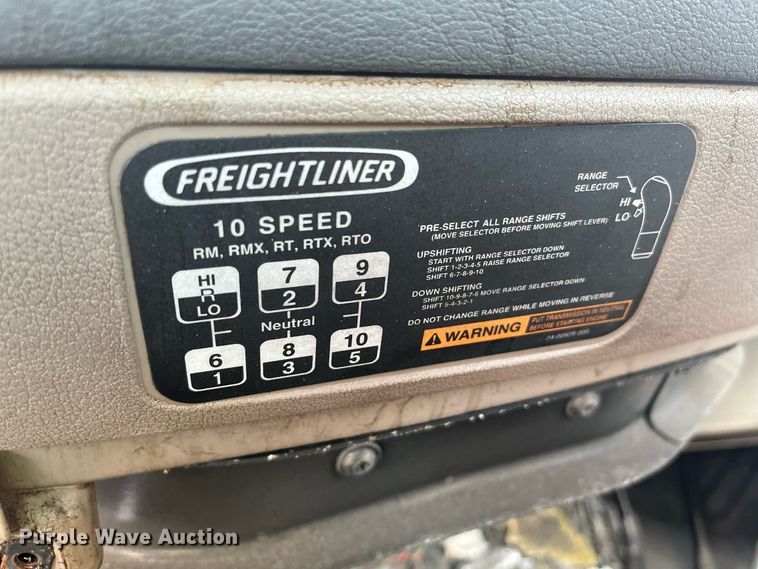 FREIGHTLINER
10 SPEED
RM, RMX, RT, RTX, RTO
HI
R
LO
7
2
9
4
Neutral
6
1
8
3
10
5
PRE-SELECT ALL RANGE SHIFTS
(MOVE SELECTOR BEFORE MOVING SHIFT LEVER)
UPSHIFTING
START WITH RANGE SELECTOR DOWN
SHIFT 1-2-3-4-5 RAISE RANGE SELECTOR
SHIFT 6-7-8-9-10
DOWN SHIFTING
SHIFT 10-9-8-7-6 MOVE RANGE SELECTOR DOWN
SHIFT 5-4-3-2-1
DO NOT CHANGE RANGE WHILE MOVING IN REVERSE
WARNING
PUT TRANSMISSION IN NEUTRAL
BEFORE STARTING ENGINE
RANGE
SELECTOR
HI
LO
Purple Wave Auction